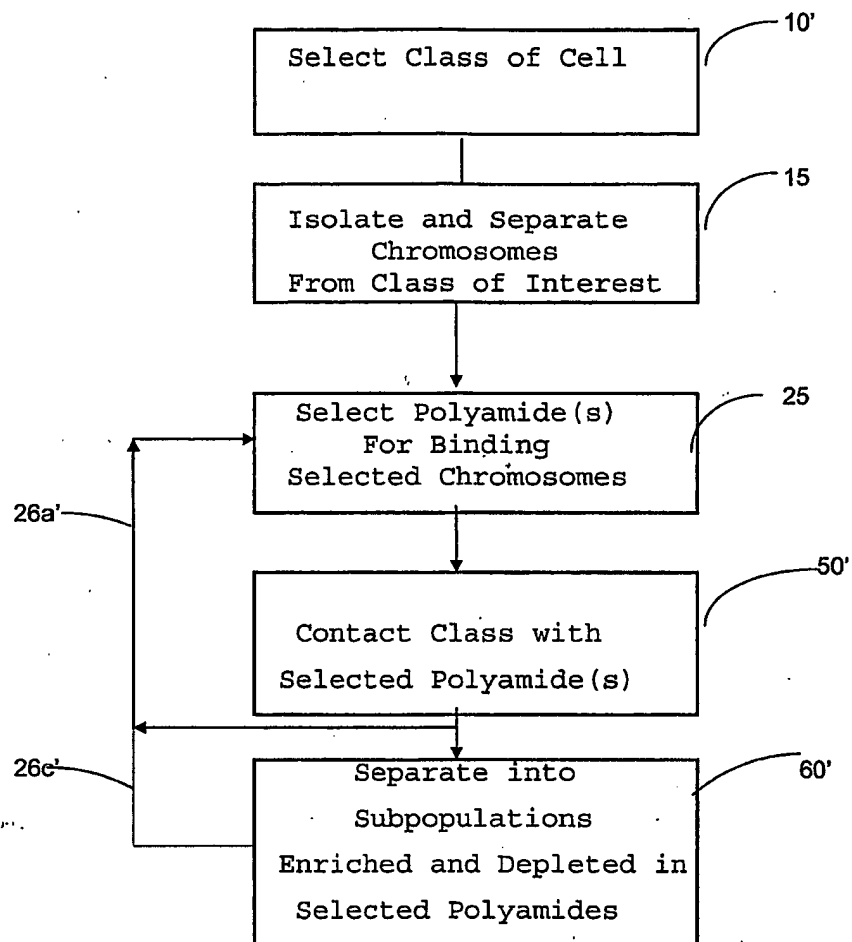 10'
Select Class of Cell
15
Isolate and Separate
Chromosomes
From Class of Interest
25
Select Polyamide(s)
For Binding
Selected Chromosomes
26a'
50'
Contact Class with
Selected Polyamide(s)
26c'
60'
Separate into
Subpopulations
Enriched and Depleted in
Selected Polyamides